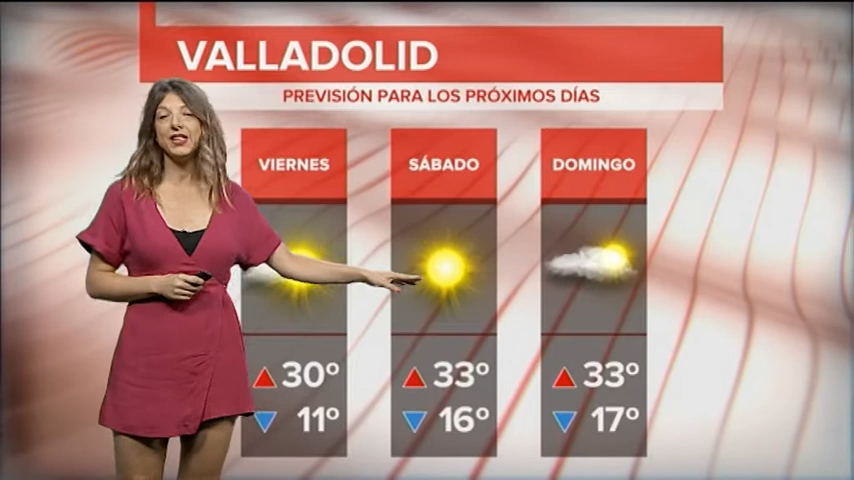 VALLADOLID
PREVISIÓN PARA LOS PRÓXIMOS DÍAS
VIERNES SÁBADO DOMINGO
30º 33º 33º
11º 16º 17º